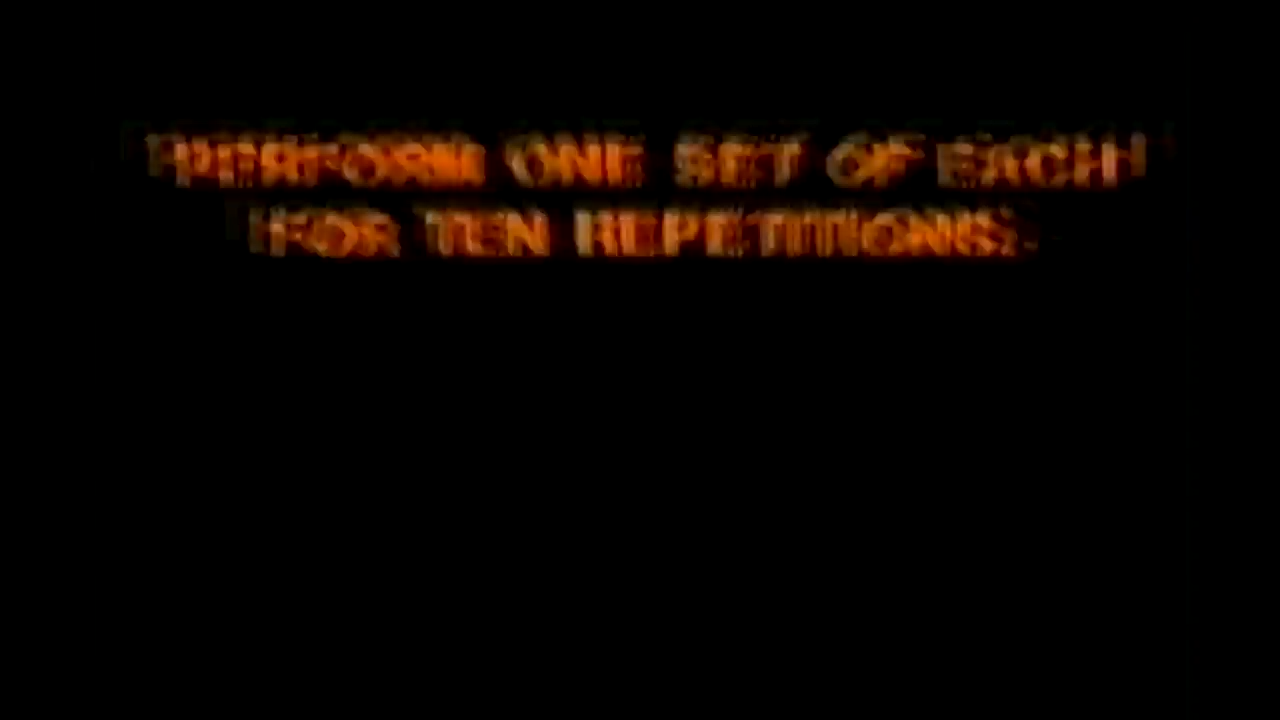 PERFORM ONE SET OF EACH
FOR TEN REPETITIONS.